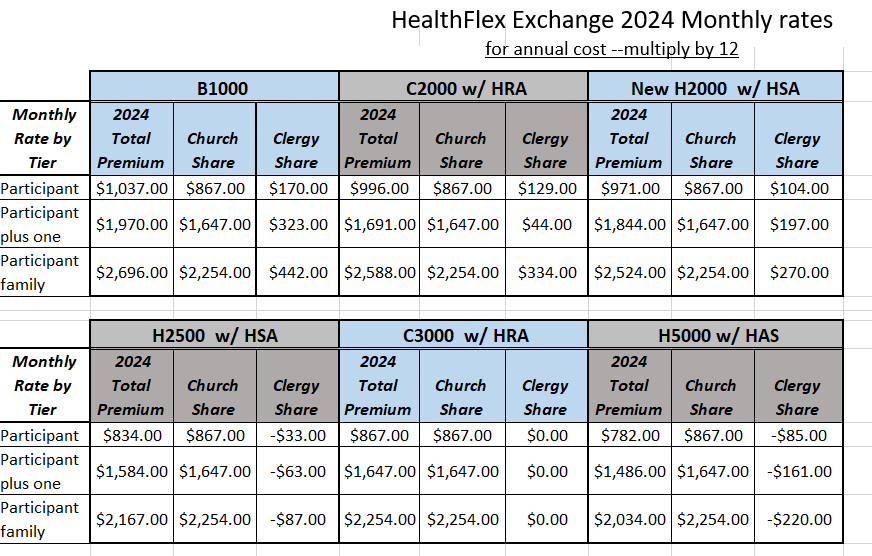 HealthFlex Exchange 2024 Monthly rates
for annual cost --multiply by 12
B1000 C2000 w/ HRA New H2000 w/ HSA
Monthly 2024 2024 2024
Rate by Total Church Clergy Total Church Clergy Total Church Clergy
Tier Premium Share Share Premium Share Share Premium Share Share
Participant $1,037.00 $867.00 $170.00 $996.00 $867.00 $129.00 $971.00 $867.00 $104.00
Participant
plus one $1,970.00 $1,647.00 $323.00 $1,691.00 $1,647.00 $44.00 $1,844.00 $1,647.00 $197.00
Participant
family $2,696.00 $2,254.00 $442.00 $2,588.00 $2,254.00 $334.00 $2,524.00 $2,254.00 $270.00
H2500 w/ HSA C3000 w/ HRA H5000 w/ HAS
Monthly 2024 2024 2024
Rate by Total Church Clergy Total Church Clergy Total Church Clergy
Tier Premium Share Share Premium Share Share Premium Share Share
Participant $834.00 $867.00 -$33.00 $867.00 $867.00 $0.00 $782.00 $867.00 -$85.00
Participant
plus one $1,584.00 $1,647.00 -$63.00 $1,647.00 $1,647.00 $0.00 $1,486.00 $1,647.00 -$161.00
Participant
family $2,167.00 $2,254.00 -$87.00 $2,254.00 $2,254.00 $0.00 $2,034.00 $2,254.00 -$220.00